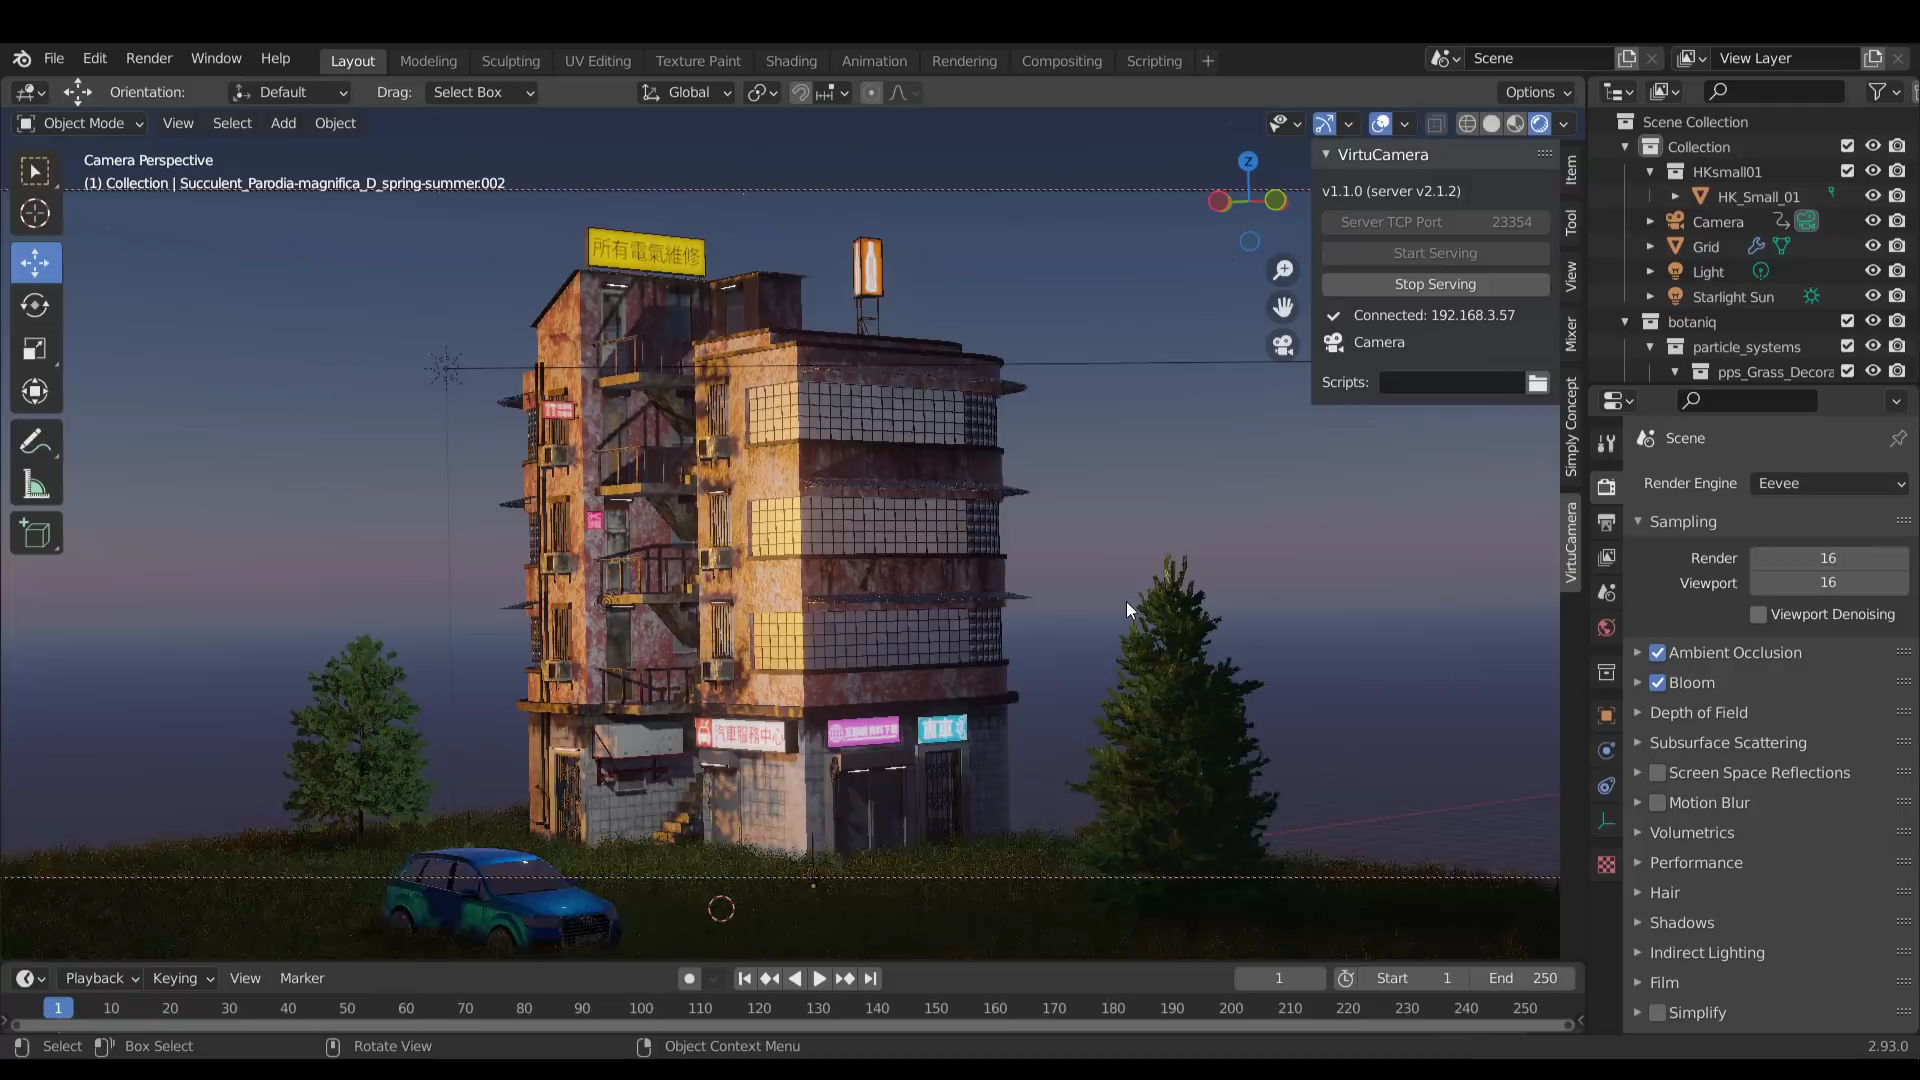 File Edit Render Window Help Layout Modeling Sculpting UV Editing Texture Paint Shading Animation Rendering Compositing Scripting + Scene View Layer
Orientation: Default Drag: Select Box Global Options
Object Mode View Select Add Object
Camera Perspective
(1) Collection | Succulent_Parodia-magnifica_D_spring-summer.002
Z
所有電氣維修
汽車服務中心
VirtuCamera
v1.1.0 (server v2.1.2)
Server TCP Port 23354
Start Serving
Stop Serving
Connected: 192.168.3.57
Camera
Scripts:
Item
Tool
View
Mixer
Simply Concept
VirtuCamera
Scene Collection
Collection
HKsmall01
HK_Small_01
Camera
Grid
Light
Starlight Sun
botaniq
particle_systems
pps_Grass_Decora
Scene
Render Engine Eevee
Sampling
Render 16
Viewport 16
Viewport Denoising
Ambient Occlusion
Bloom
Depth of Field
Subsurface Scattering
Screen Space Reflections
Motion Blur
Volumetrics
Performance
Hair
Shadows
Indirect Lighting
Film
Simplify
Playback Keying View Marker 1 Start 1 End 250
1 10 20 30 40 50 60 70 80 90 100 110 120 130 140 150 160 170 180 190 200 210 220 230 240 250
Select Box Select Rotate View Object Context Menu 2.93.0